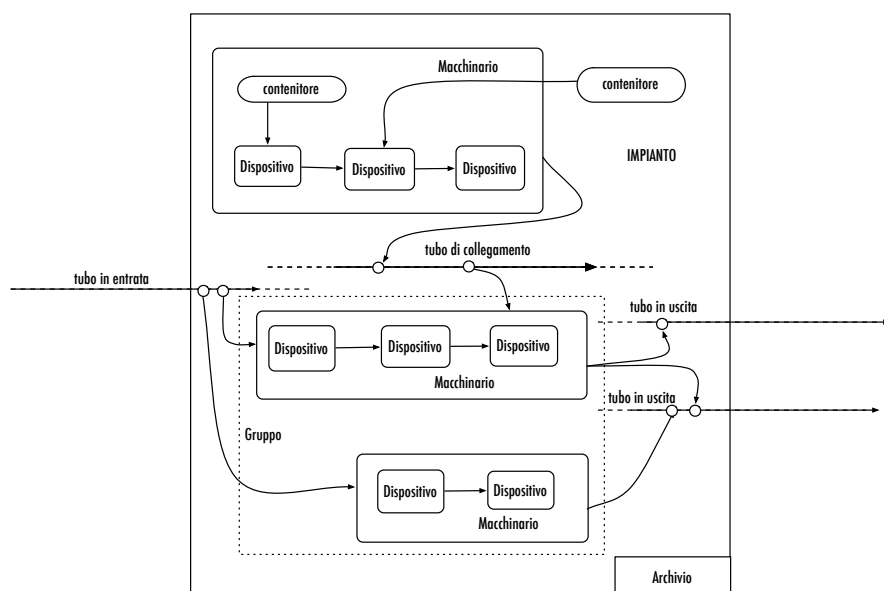 Macchinario
contenitore
contenitore
Dispositivo
Dispositivo
Dispositivo
IMPIANTO
tubo di collegamento
tubo in entrata
tubo in uscita
Dispositivo
Dispositivo
Dispositivo
Macchinario
tubo in uscita
Gruppo
Dispositivo
Dispositivo
Macchinario
Archivio